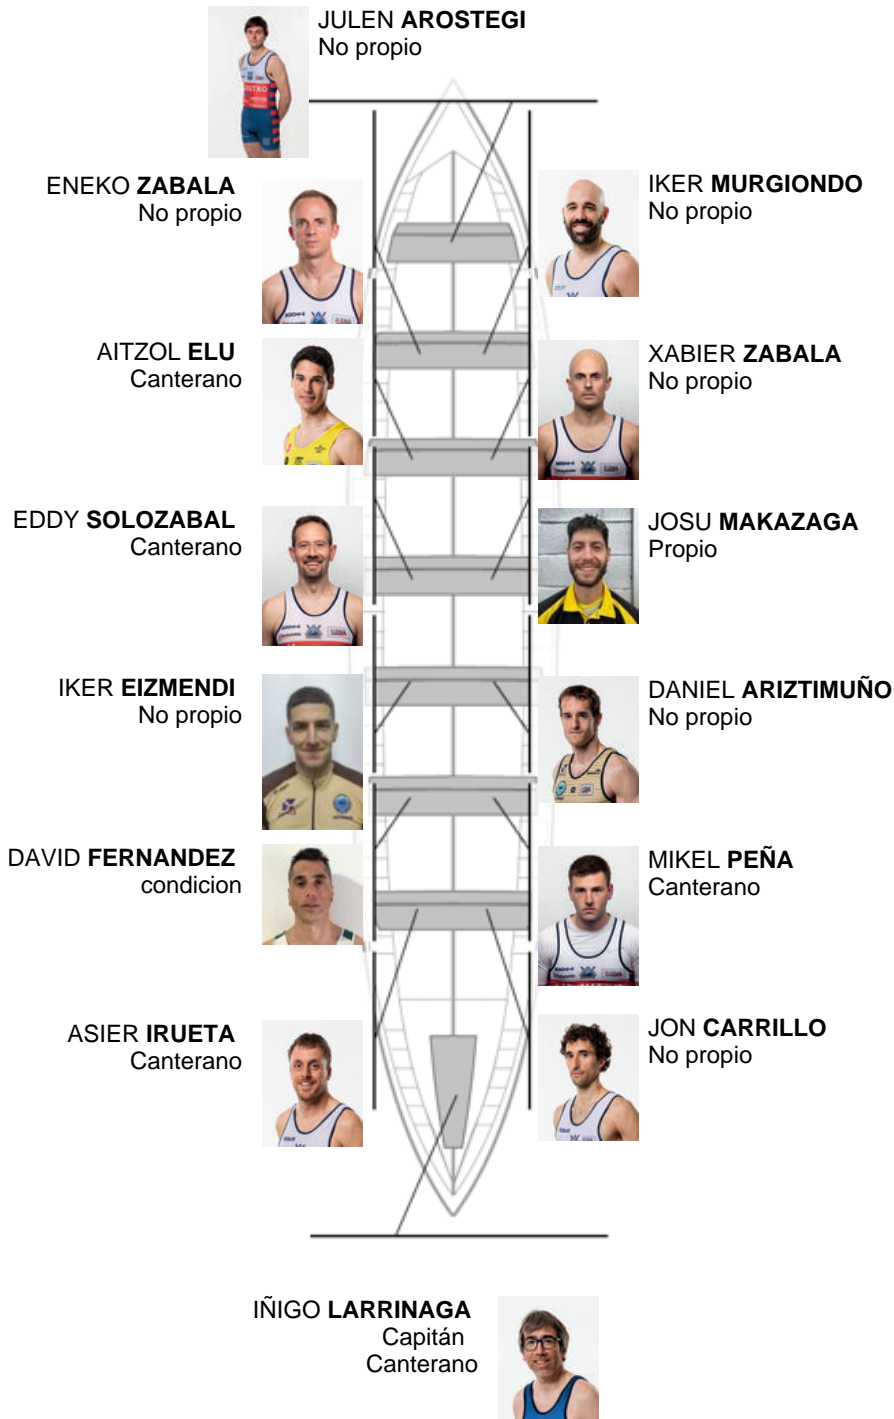 JULEN AROSTEGI
No propio
ENEKO ZABALA
No propio
IKER MURGIONDO
No propio
AITZOL ELU
Canterano
XABIER ZABALA
No propio
EDDY SOLOZABAL
Canterano
JOSU MAKAZAGA
Propio
IKER EIZMENDI
No propio
DANIEL ARIZTIMUÑO
No propio
DAVID FERNANDEZ
condicion
MIKEL PEÑA
Canterano
ASIER IRUETA
Canterano
JON CARRILLO
No propio
IÑIGO LARRINAGA
Capitán
Canterano